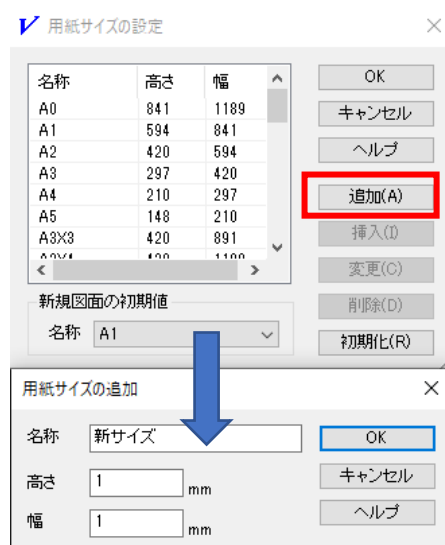 用紙サイズの設定
名称 高さ 幅
A0 841 1189
A1 594 841
A2 420 594
A3 297 420
A4 210 297
A5 148 210
A3X3 420 891
OK
キャンセル
ヘルプ
追加(A)
挿入(I)
変更(C)
削除(D)
初期化(R)
新規図面の初期値
名称 A1
用紙サイズの追加
名称 新サイズ
高さ 1 mm
幅 1 mm
OK
キャンセル
ヘルプ